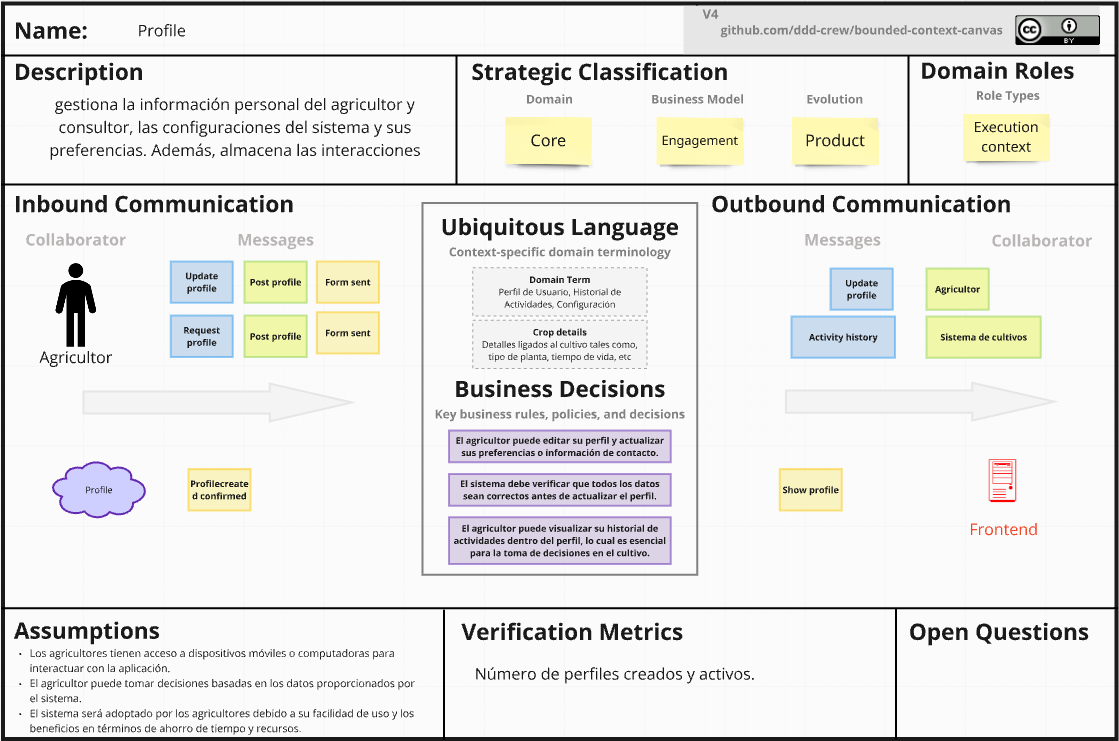 Name:
Profile
V4
github.com/ddd-crew/bounded-context-canvas
cc
BY
Description
gestiona la información personal del agricultor y
consultor, las configuraciones del sistema y sus
preferencias. Además, almacena las interacciones
Strategic Classification
Domain
Business Model
Evolution
Core
Engagement
Product
Domain Roles
Role Types
Execution
context
Inbound Communication
Collaborator
Messages
Update
profile
Post profile
Form sent
Request
profile
Post profile
Form sent
Agricultor
Profile
Profilecreate
d confirmed
Ubiquitous Language
Context-specific domain terminology
Domain Term
Perfil de Usuario, Historial de
Actividades, Configuración
Crop details
Detalles ligados al cultivo tales como,
tipo de planta, tiempo de vida, etc
Business Decisions
Key business rules, policies, and decisions
El agricultor puede editar su perfil y actualizar
sus preferencias o información de contacto.
El sistema debe verificar que todos los datos
sean correctos antes de actualizar el perfil.
El agricultor puede visualizar su historial de
actividades dentro del perfil, lo cual es esencial
para la toma de decisiones en el cultivo.
Outbound Communication
Messages
Collaborator
Update
profile
Agricultor
Activity history
Sistema de cultivos
Show profile
Frontend
Assumptions
• Los agricultores tienen acceso a dispositivos móviles o computadoras para
interactuar con la aplicación.
• El agricultor puede tomar decisiones basadas en los datos proporcionados por
el sistema.
• El sistema será adoptado por los agricultores debido a su facilidad de uso y los
beneficios en términos de ahorro de tiempo y recursos.
Verification Metrics
Número de perfiles creados y activos.
Open Questions